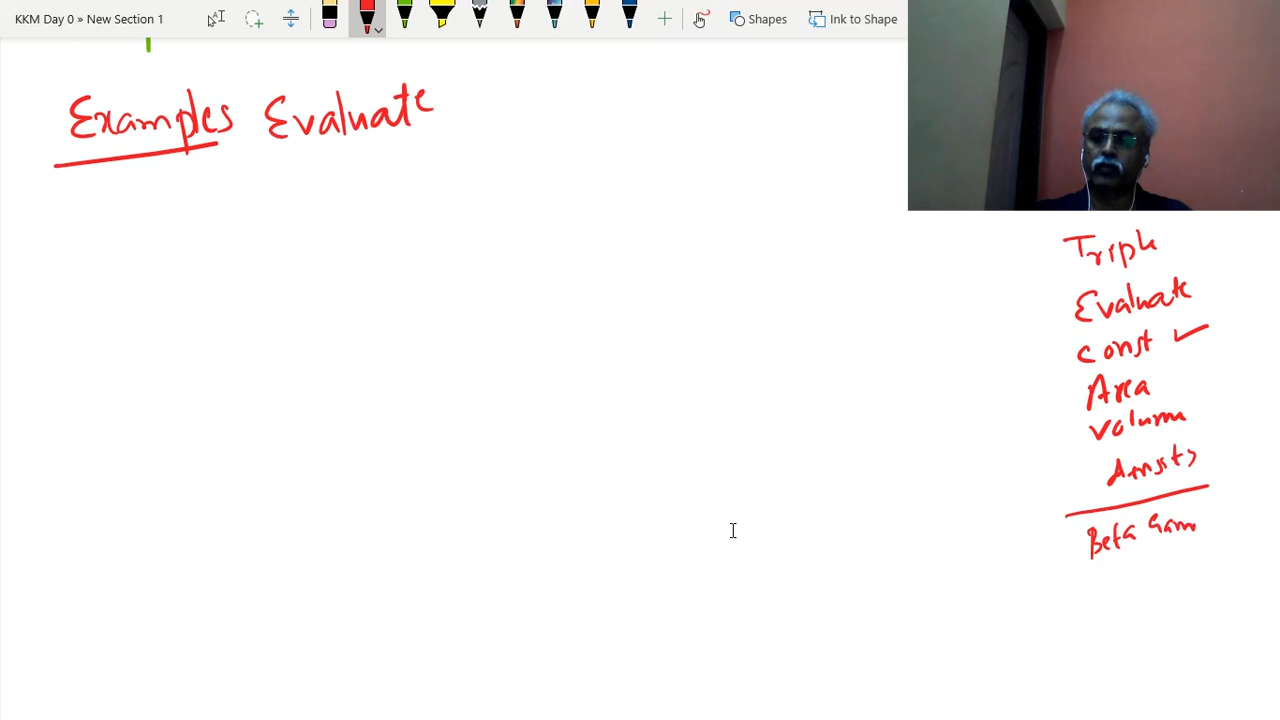 KKM Day 0 » New Section 1
Shapes
Ink to Shape
Examples Evaluate
Triple
Evaluate
Const ✓
Area
Volume
Beta Gam